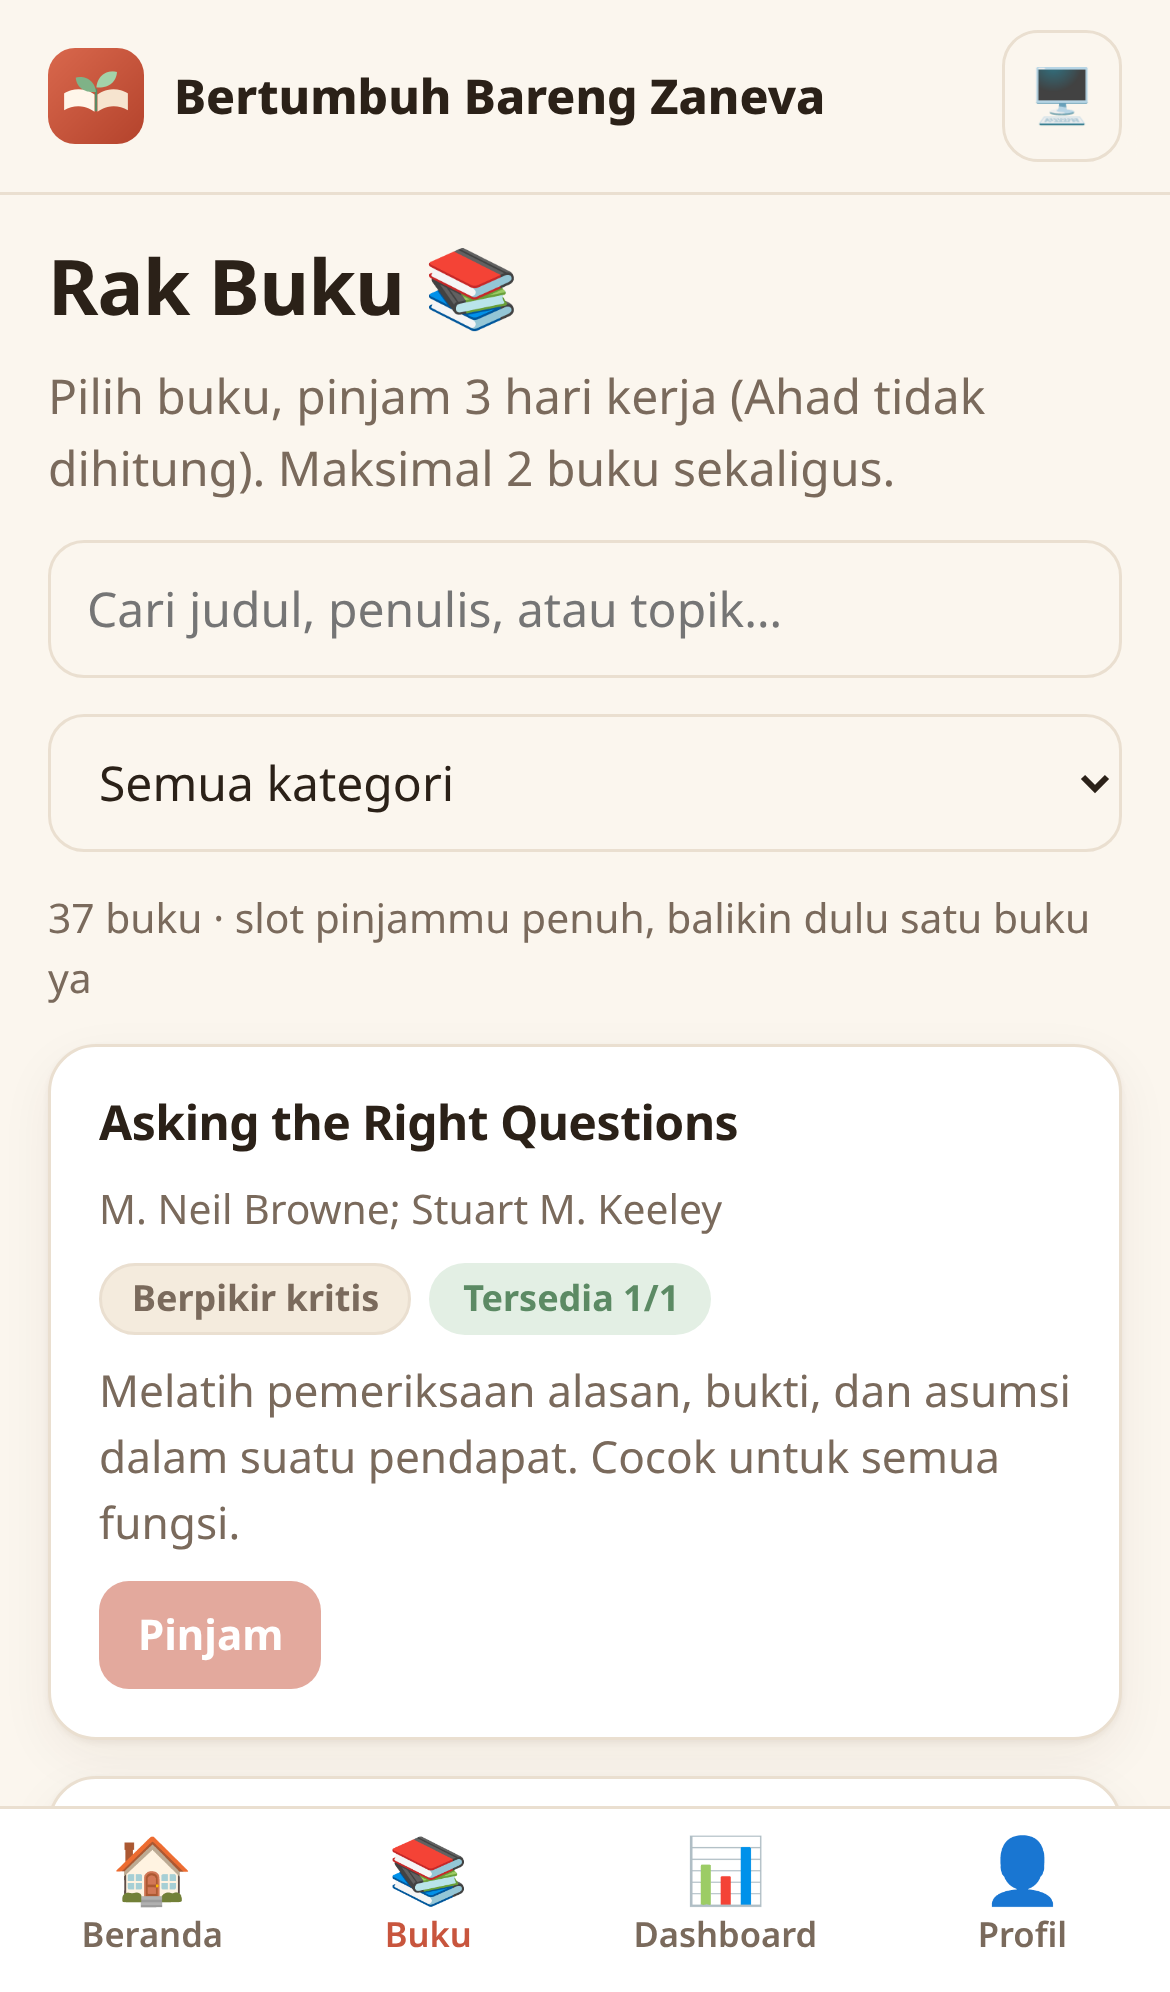 Bertumbuh Bareng Zaneva
Rak Buku 📚
Pilih buku, pinjam 3 hari kerja (Ahad tidak
dihitung). Maksimal 2 buku sekaligus.
Cari judul, penulis, atau topik...
Semua kategori
37 buku · slot pinjammu penuh, balikin dulu satu buku
ya
Asking the Right Questions
M. Neil Browne; Stuart M. Keeley
Berpikir kritis
Tersedia 1/1
Melatih pemeriksaan alasan, bukti, dan asumsi
dalam suatu pendapat. Cocok untuk semua
fungsi.
Pinjam
Beranda
Buku
Dashboard
Profil